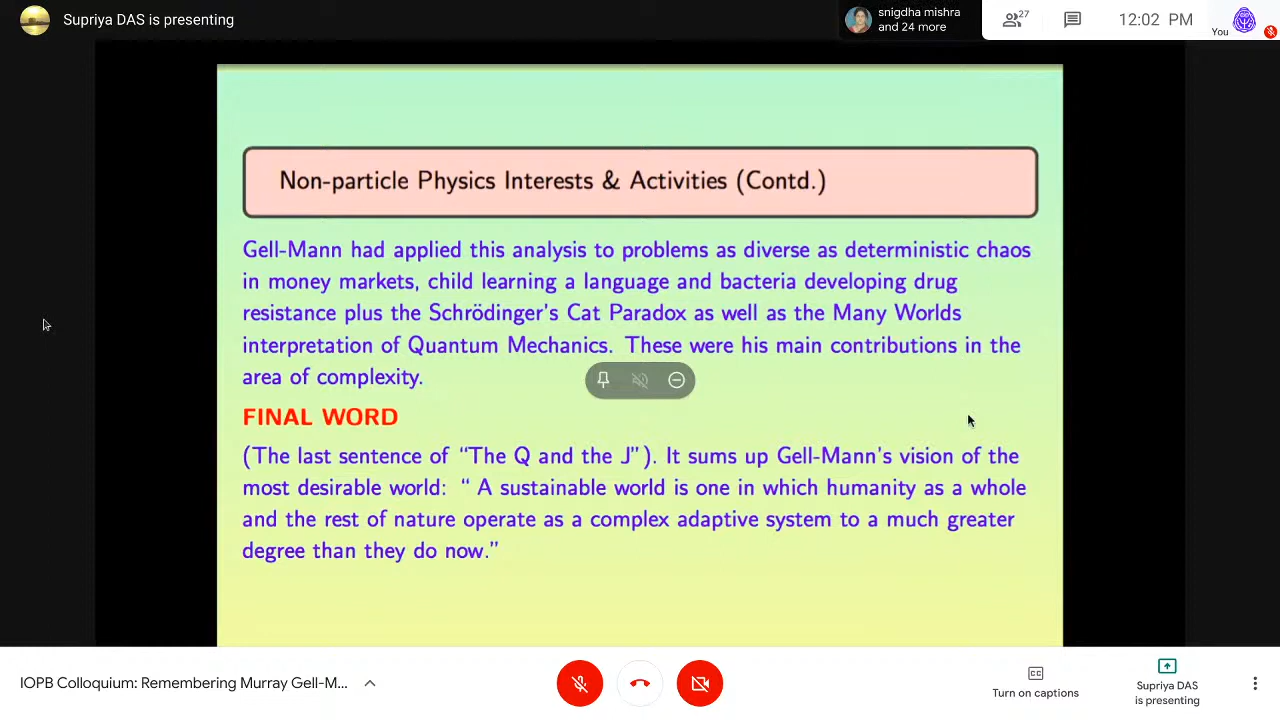 Supriya DAS is presenting
snigdha mishra
and 24 more
27
12:02 PM
You
Non-particle Physics Interests & Activities (Contd.)
Gell-Mann had applied this analysis to problems as diverse as deterministic chaos
in money markets, child learning a language and bacteria developing drug
resistance plus the Schrödinger's Cat Paradox as well as the Many Worlds
interpretation of Quantum Mechanics. These were his main contributions in the
area of complexity.
FINAL WORD
(The last sentence of “The Q and the J”). It sums up Gell-Mann's vision of the
most desirable world: “ A sustainable world is one in which humanity as a whole
and the rest of nature operate as a complex adaptive system to a much greater
degree than they do now.”
IOPB Colloquium: Remembering Murray Gell-M...
CC
Turn on captions
Supriya DAS
is presenting